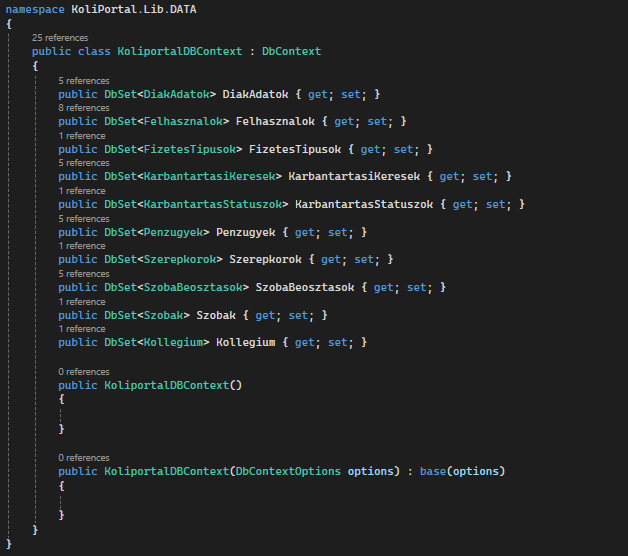 namespace KoliPortal.Lib.DATA
{
25 references
public class KoliportalDBContext : DbContext
{
5 references
public DbSet<DiakAdatok> DiakAdatok { get; set; }
8 references
public DbSet<Felhasznalok> Felhasznalok { get; set; }
1 reference
public DbSet<FizetesTipusok> FizetesTipusok { get; set; }
5 references
public DbSet<KarbantartasiKeresek> KarbantartasiKeresek { get; set; }
1 reference
public DbSet<KarbantartasStatuszok> KarbantartasStatuszok { get; set; }
5 references
public DbSet<Penzugyek> Penzugyek { get; set; }
1 reference
public DbSet<Szerepkorok> Szerepkorok { get; set; }
5 references
public DbSet<SzobaBeosztasok> SzobaBeosztasok { get; set; }
1 reference
public DbSet<Szobak> Szobak { get; set; }
1 reference
public DbSet<Kollegium> Kollegium { get; set; }
0 references
public KoliportalDBContext()
{
}
0 references
public KoliportalDBContext(DbContextOptions options) : base(options)
{
}
}
}